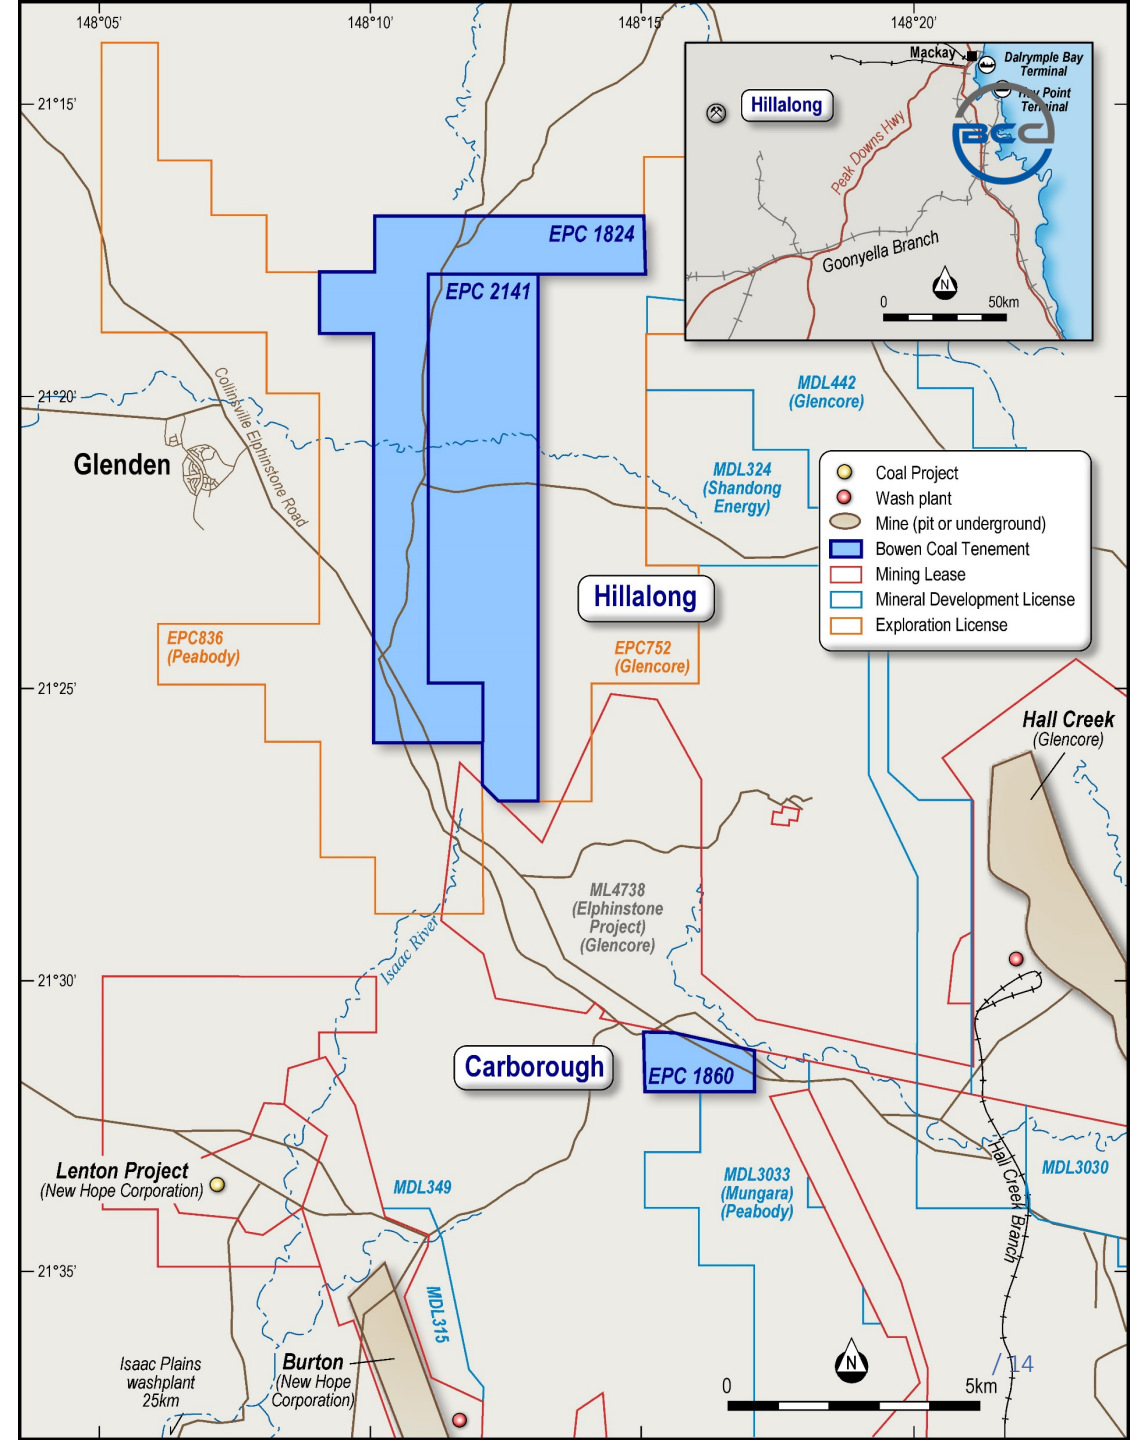 148°05'
148°10'
148°15'
148°20'
21°15'
21°20'
21°25'
21°30'
21°35'
Mackay
Dalrymple Bay
Terminal
Hay Point
Terminal
BCC
Hillalong
Peak Downs Hwy
Goonyella Branch
N
0
50km
EPC 1824
EPC 2141
MDL442
(Glencore)
MDL324
(Shandong
Energy)
Collinsville Elphinstone Road
Glenden
Coal Project
Wash plant
Mine (pit or underground)
Bowen Coal Tenement
Mining Lease
Mineral Development License
Exploration License
Hillalong
EPC836
(Peabody)
EPC752
(Glencore)
Hall Creek
(Glencore)
ML4738
(Elphinstone
Project)
(Glencore)
Isaac River
Carborough
EPC 1860
Lenton Project
(New Hope Corporation)
MDL349
MDL3033
(Mungara)
(Peabody)
MDL3030
Hall Creek Branch
MDL315
Isaac Plains
washplant
25km
Burton
(New Hope
Corporation)
N
0
5km
/ 14